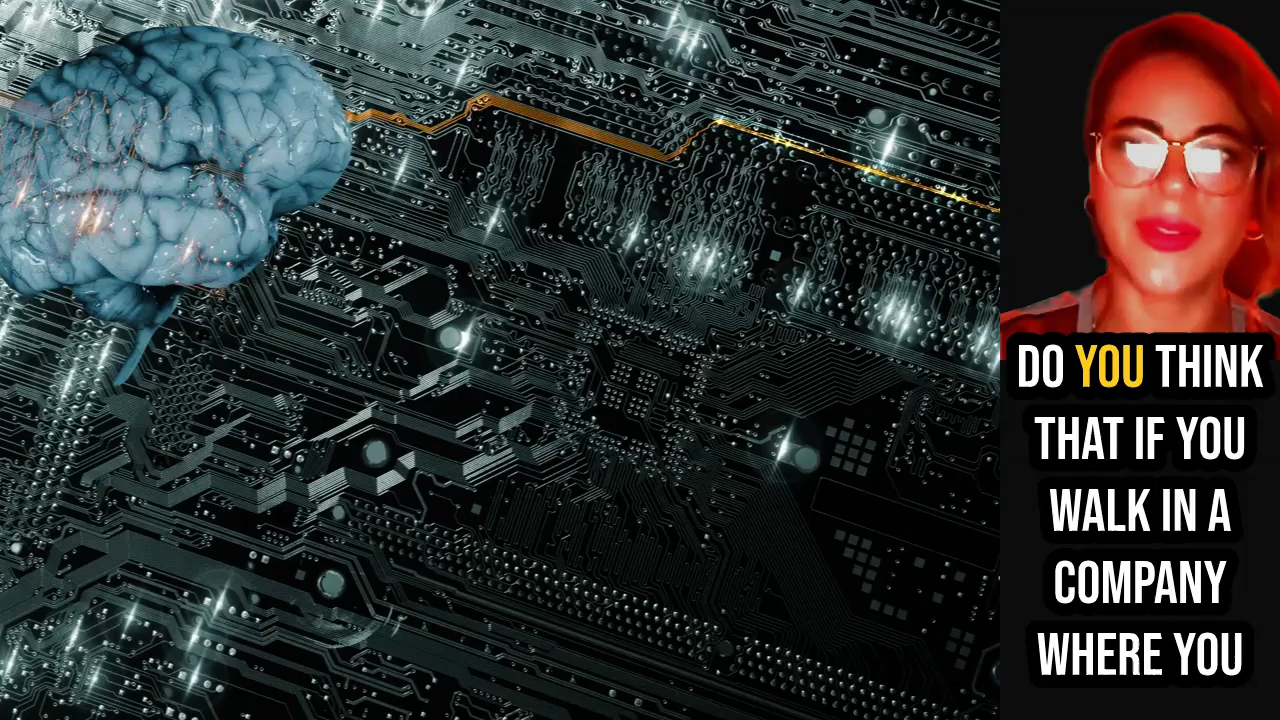 DO YOU THINK
THAT IF YOU
WALK IN A
COMPANY
WHERE YOU